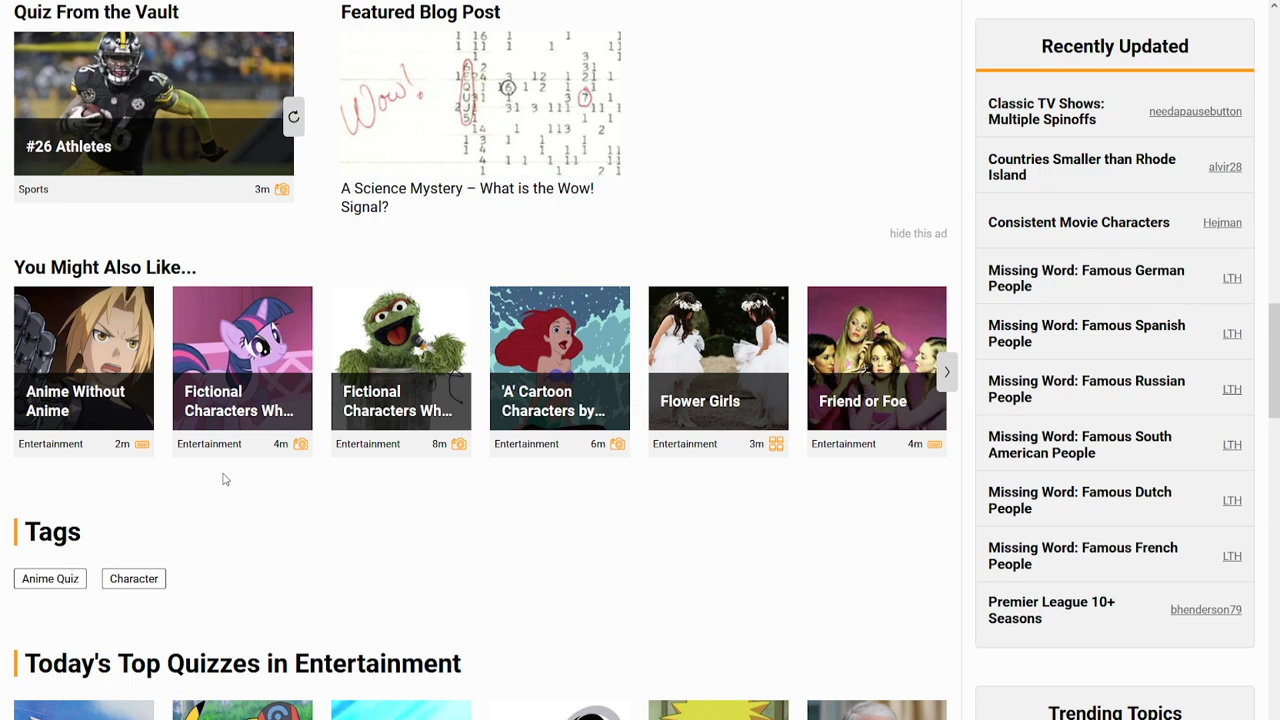 Quiz From the Vault
#26 Athletes
Sports
3m
Featured Blog Post
Wow!
A Science Mystery – What is the Wow!
Signal?
hide this ad
You Might Also Like...
Anime Without
Anime
Entertainment
2m
Fictional
Characters Wh...
Entertainment
4m
Fictional
Characters Wh...
Entertainment
8m
'A' Cartoon
Characters by...
Entertainment
6m
Flower Girls
Entertainment
3m
Friend or Foe
Entertainment
4m
Tags
Anime Quiz
Character
Today's Top Quizzes in Entertainment
Recently Updated
Classic TV Shows:
Multiple Spinoffs
needapausebutton
Countries Smaller than Rhode
Island
alvir28
Consistent Movie Characters
Hejman
Missing Word: Famous German
People
LTH
Missing Word: Famous Spanish
People
LTH
Missing Word: Famous Russian
People
LTH
Missing Word: Famous South
American People
LTH
Missing Word: Famous Dutch
People
LTH
Missing Word: Famous French
People
LTH
Premier League 10+
Seasons
bhenderson79
Trending Topics